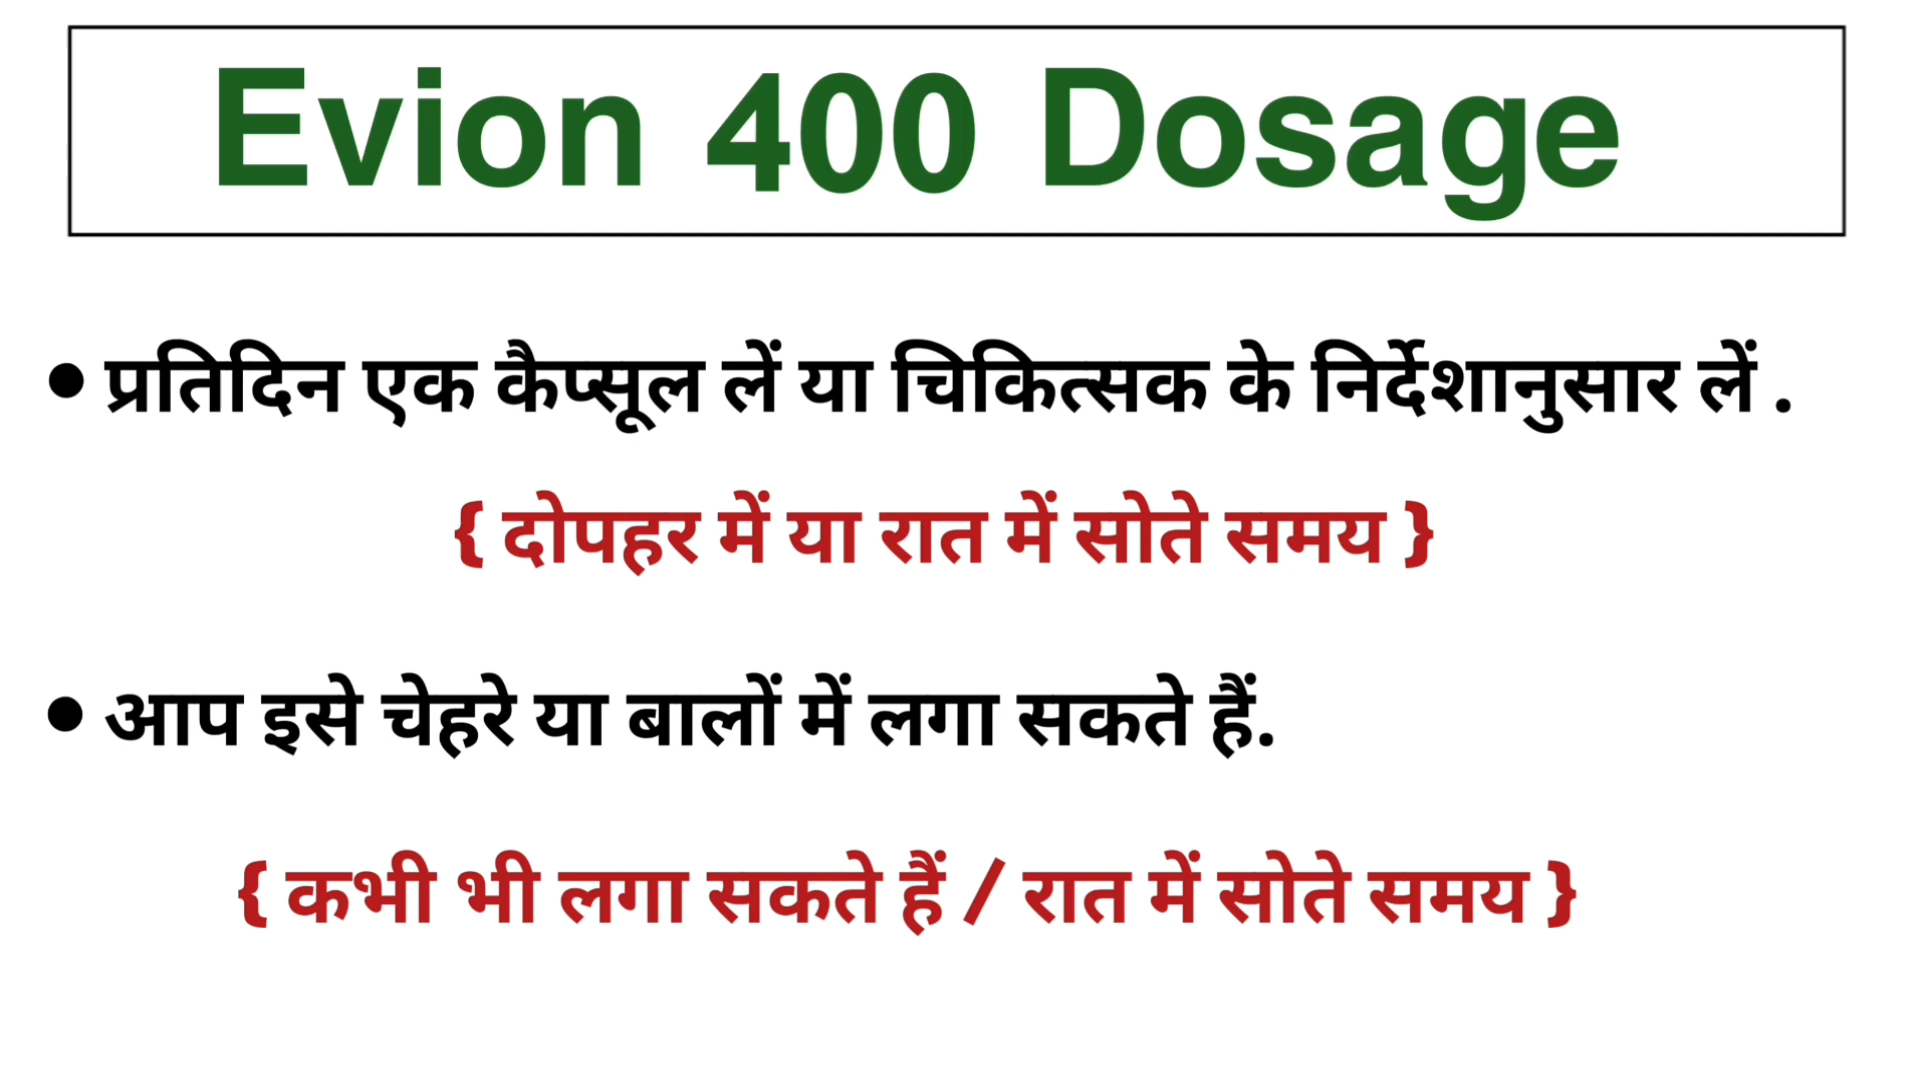 Evion 400 Dosage
• प्रतिदिन एक कैप्सूल लें या चिकित्सक के निर्देशानुसार लें .
{ दोपहर में या रात में सोते समय }
• आप इसे चेहरे या बालों में लगा सकते हैं.
{ कभी भी लगा सकते हैं / रात में सोते समय }